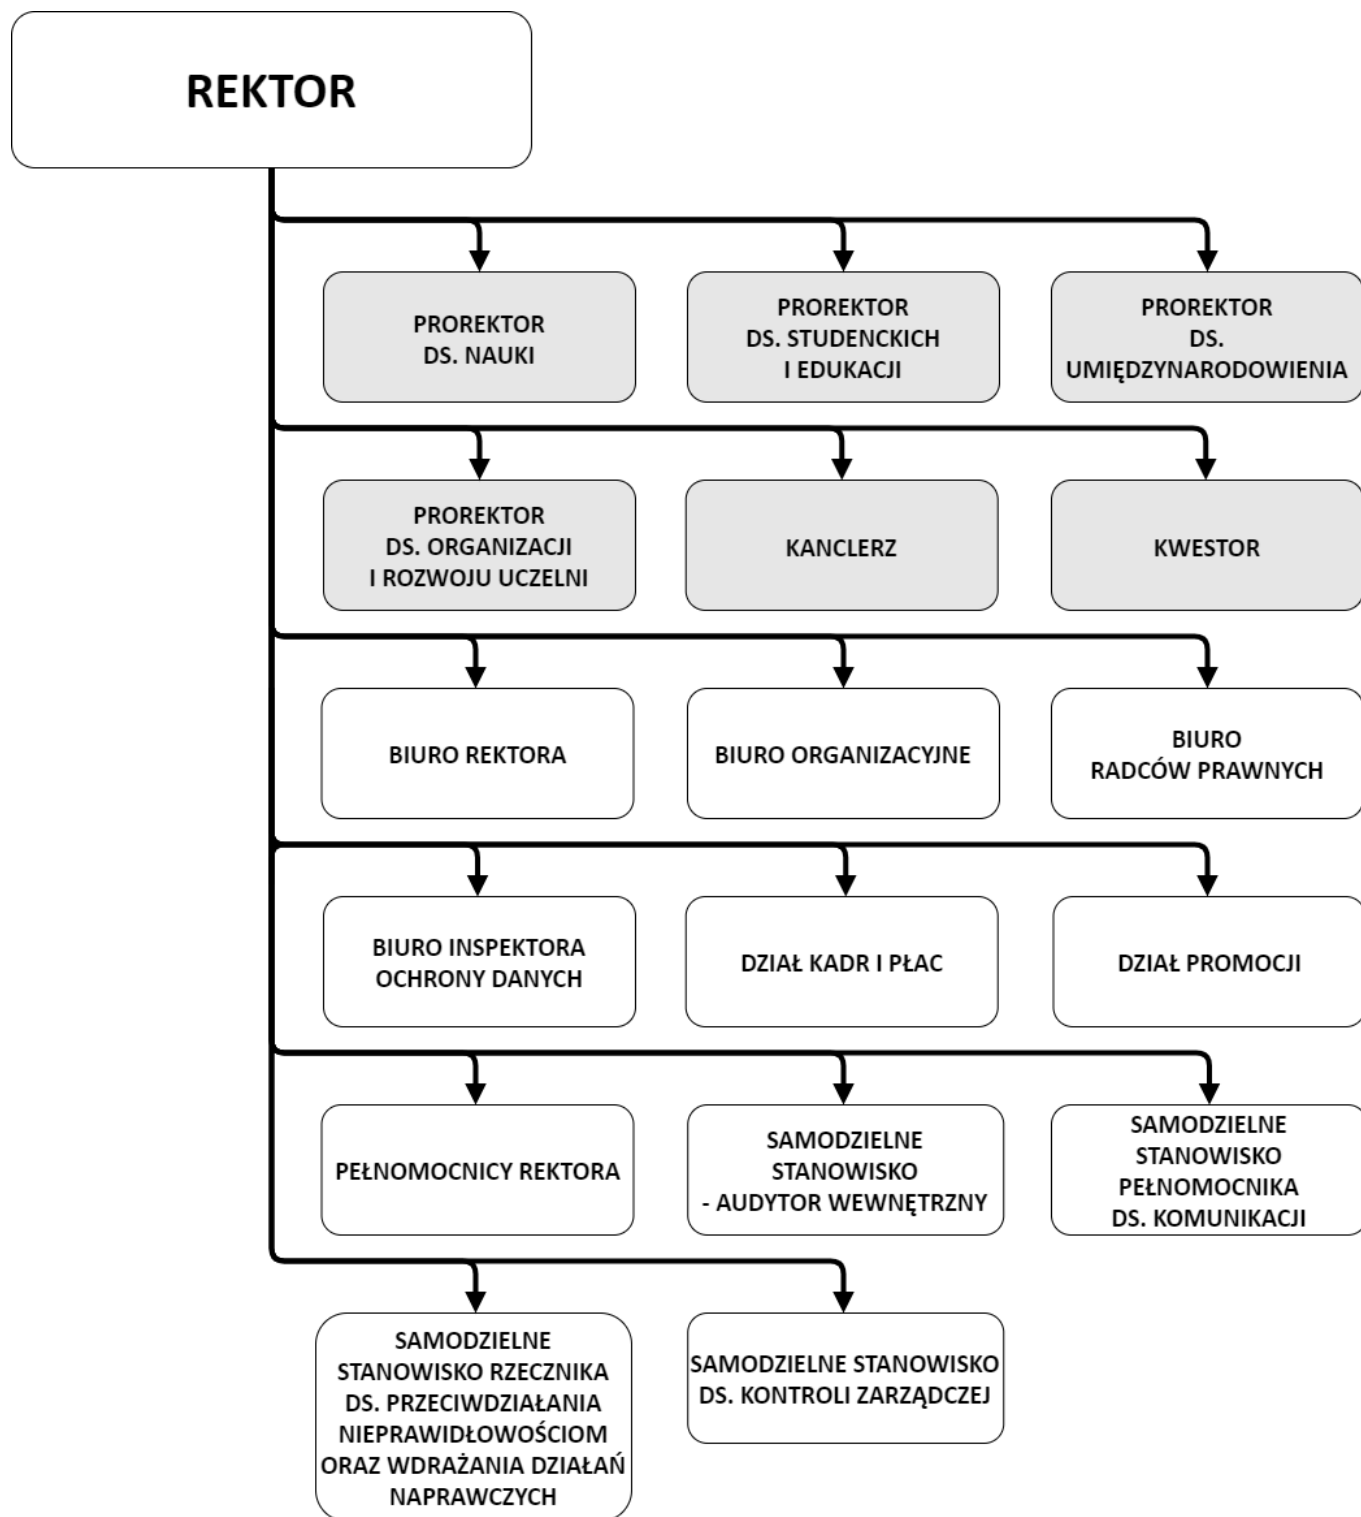 REKTOR
PROREKTOR
DS. NAUKI
PROREKTOR
DS. STUDENCKICH
I EDUKACJI
PROREKTOR
DS.
UMIĘDZYNARODOWIENIA
PROREKTOR
DS. ORGANIZACJI
I ROZWOJU UCZELNI
KANCLERZ
KWESTOR
BIURO REKTORA
BIURO ORGANIZACYJNE
BIURO
RADCÓW PRAWNYCH
BIURO INSPEKTORA
OCHRONY DANYCH
DZIAŁ KADR I PŁAC
DZIAŁ PROMOCJI
PEŁNOMOCNICY REKTORA
SAMODZIELNE
STANOWISKO
- AUDYTOR WEWNĘTRZNY
SAMODZIELNE
STANOWISKO
PEŁNOMOCNIKA
DS. KOMUNIKACJI
SAMODZIELNE
STANOWISKO RZECZNIKA
DS. PRZECIWDZIAŁANIA
NIEPRAWIDŁOWOŚCIOM
ORAZ WDRAŻANIA DZIAŁAŃ
NAPRAWCZYCH
SAMODZIELNE STANOWISKO
DS. KONTROLI ZARZĄDCZEJ